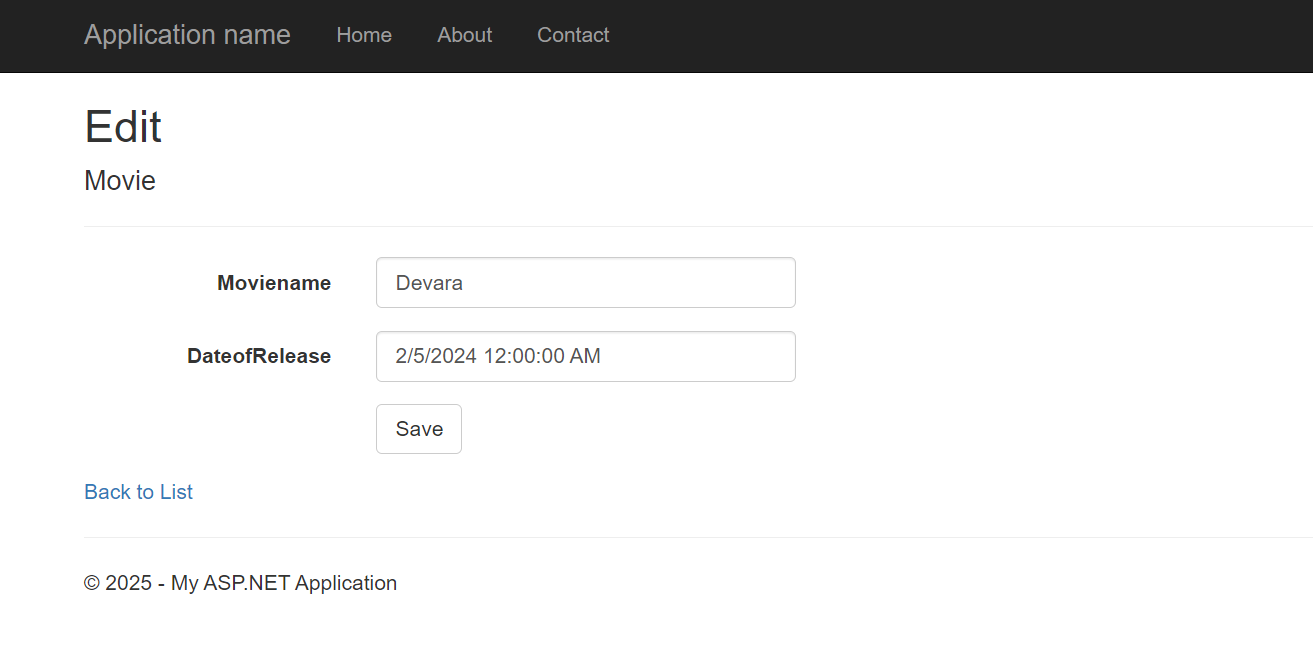 Application name Home About Contact
Edit
Movie
Moviename Devara
DateofRelease 2/5/2024 12:00:00 AM
Save
Back to List
© 2025 - My ASP.NET Application